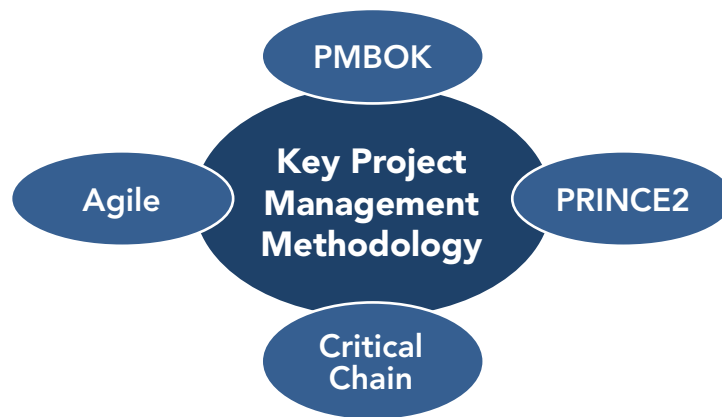 PMBOK
Key Project
Management
Methodology
Agile
PRINCE2
Critical
Chain